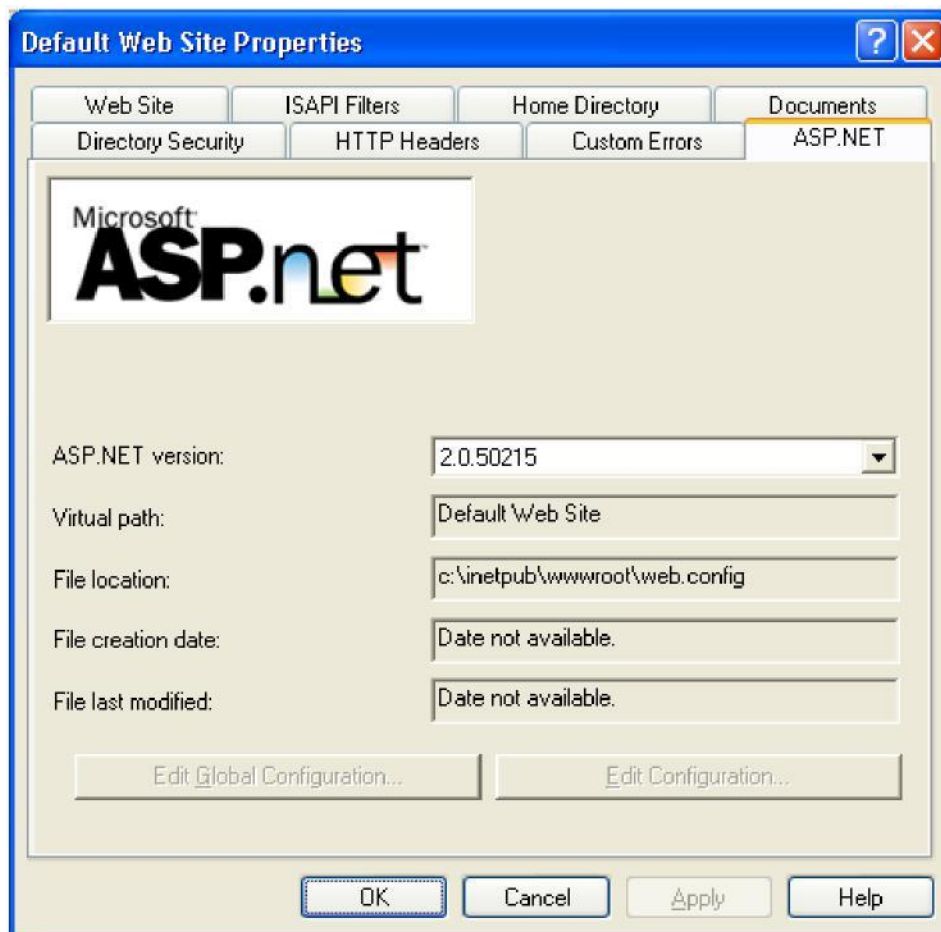 Default Web Site Properties
Web Site ISAPI Filters Home Directory Documents
Directory Security HTTP Headers Custom Errors ASP.NET
Microsoft
ASP.net
ASP.NET version: 2.0.50215
Virtual path: Default Web Site
File location: c:\inetpub\wwwroot\web.config
File creation date: Date not available.
File last modified: Date not available.
Edit Global Configuration... Edit Configuration...
OK Cancel Apply Help